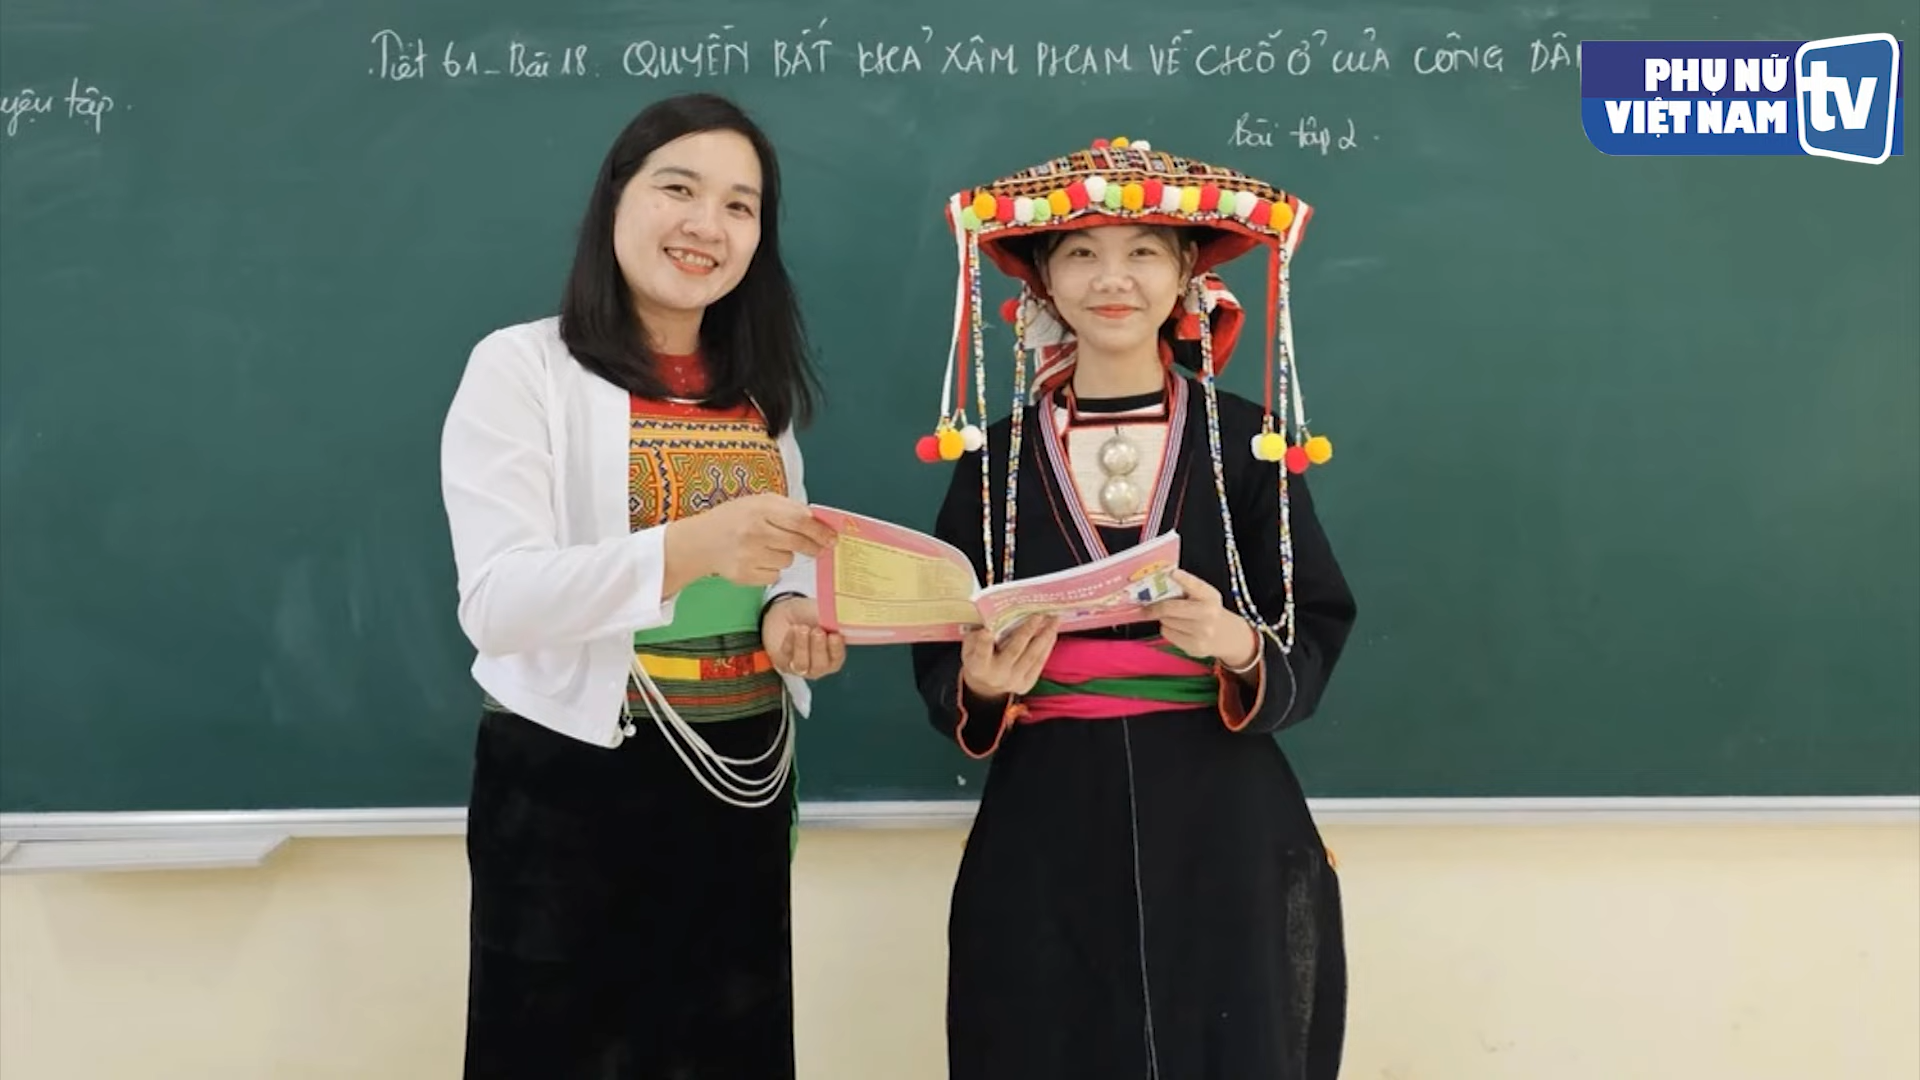 Tiết 61_Bài 18: QUYỀN BẤT KHẢ XÂM PHẠM VỀ CHỖ Ở CỦA CÔNG DÂN
PHỤ NỮ
VIỆT NAM
tv
yện tập.
Bài tập 2.